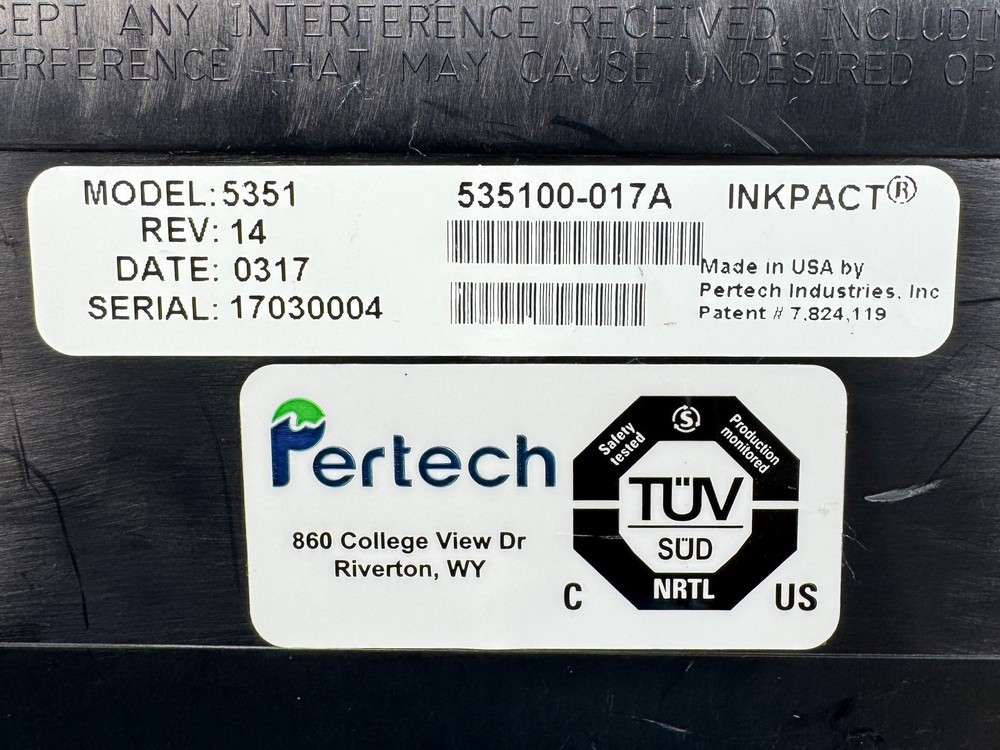 CEPT ANY INTERFERENCE RECEIVED, INCLUDIN
ERFERENCE THAT MAY CAUSE UNDESIRED OP
MODEL: 5351
REV: 14
DATE: 0317
SERIAL: 17030004
535100-017A
INKPACT®
Made in USA by
Pertech Industries, Inc
Patent # 7,824,119
Pertech
860 College View Dr
Riverton, WY
Safety
tested
S
Production
monitored
TÜV
SÜD
NRTL
C US